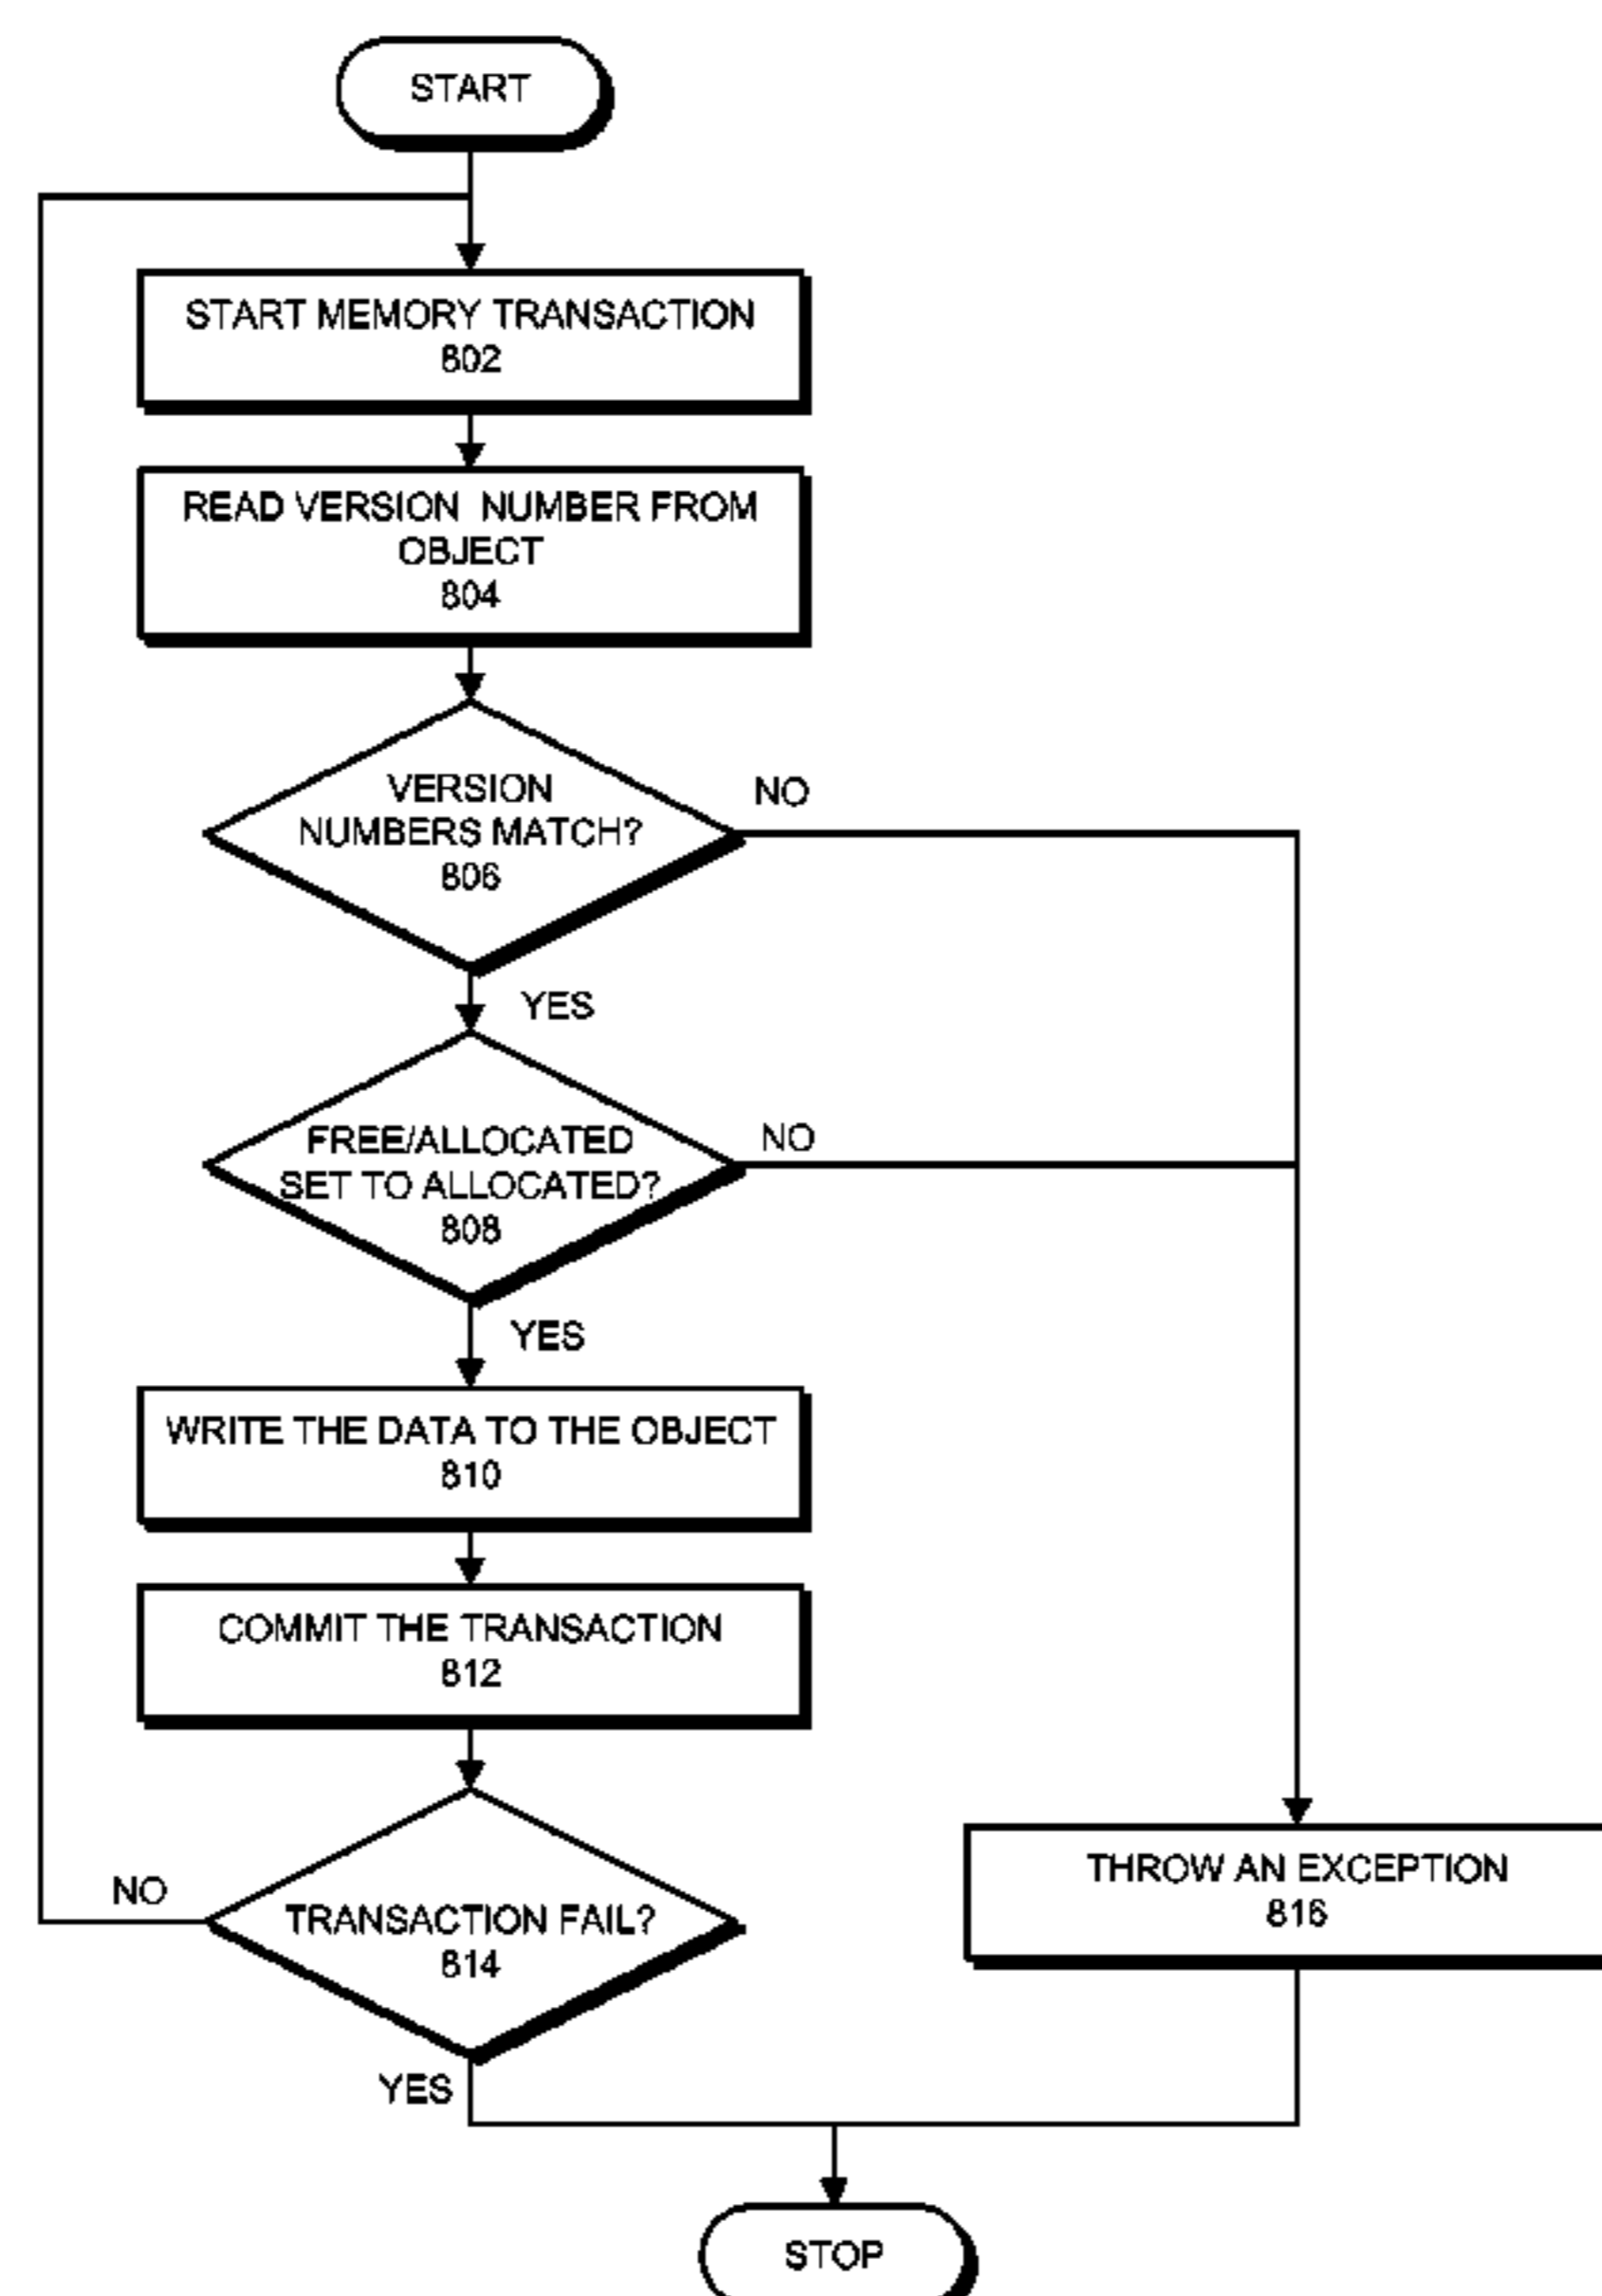 START
START MEMORY TRANSACTION
802
READ VERSION NUMBER FROM
OBJECT
804
VERSION
NUMBERS MATCH?
806
NO
YES
FREE/ALLOCATED
SET TO ALLOCATED?
808
NO
YES
WRITE THE DATA TO THE OBJECT
810
COMMIT THE TRANSACTION
812
TRANSACTION FAIL?
814
NO
YES
THROW AN EXCEPTION
816
STOP